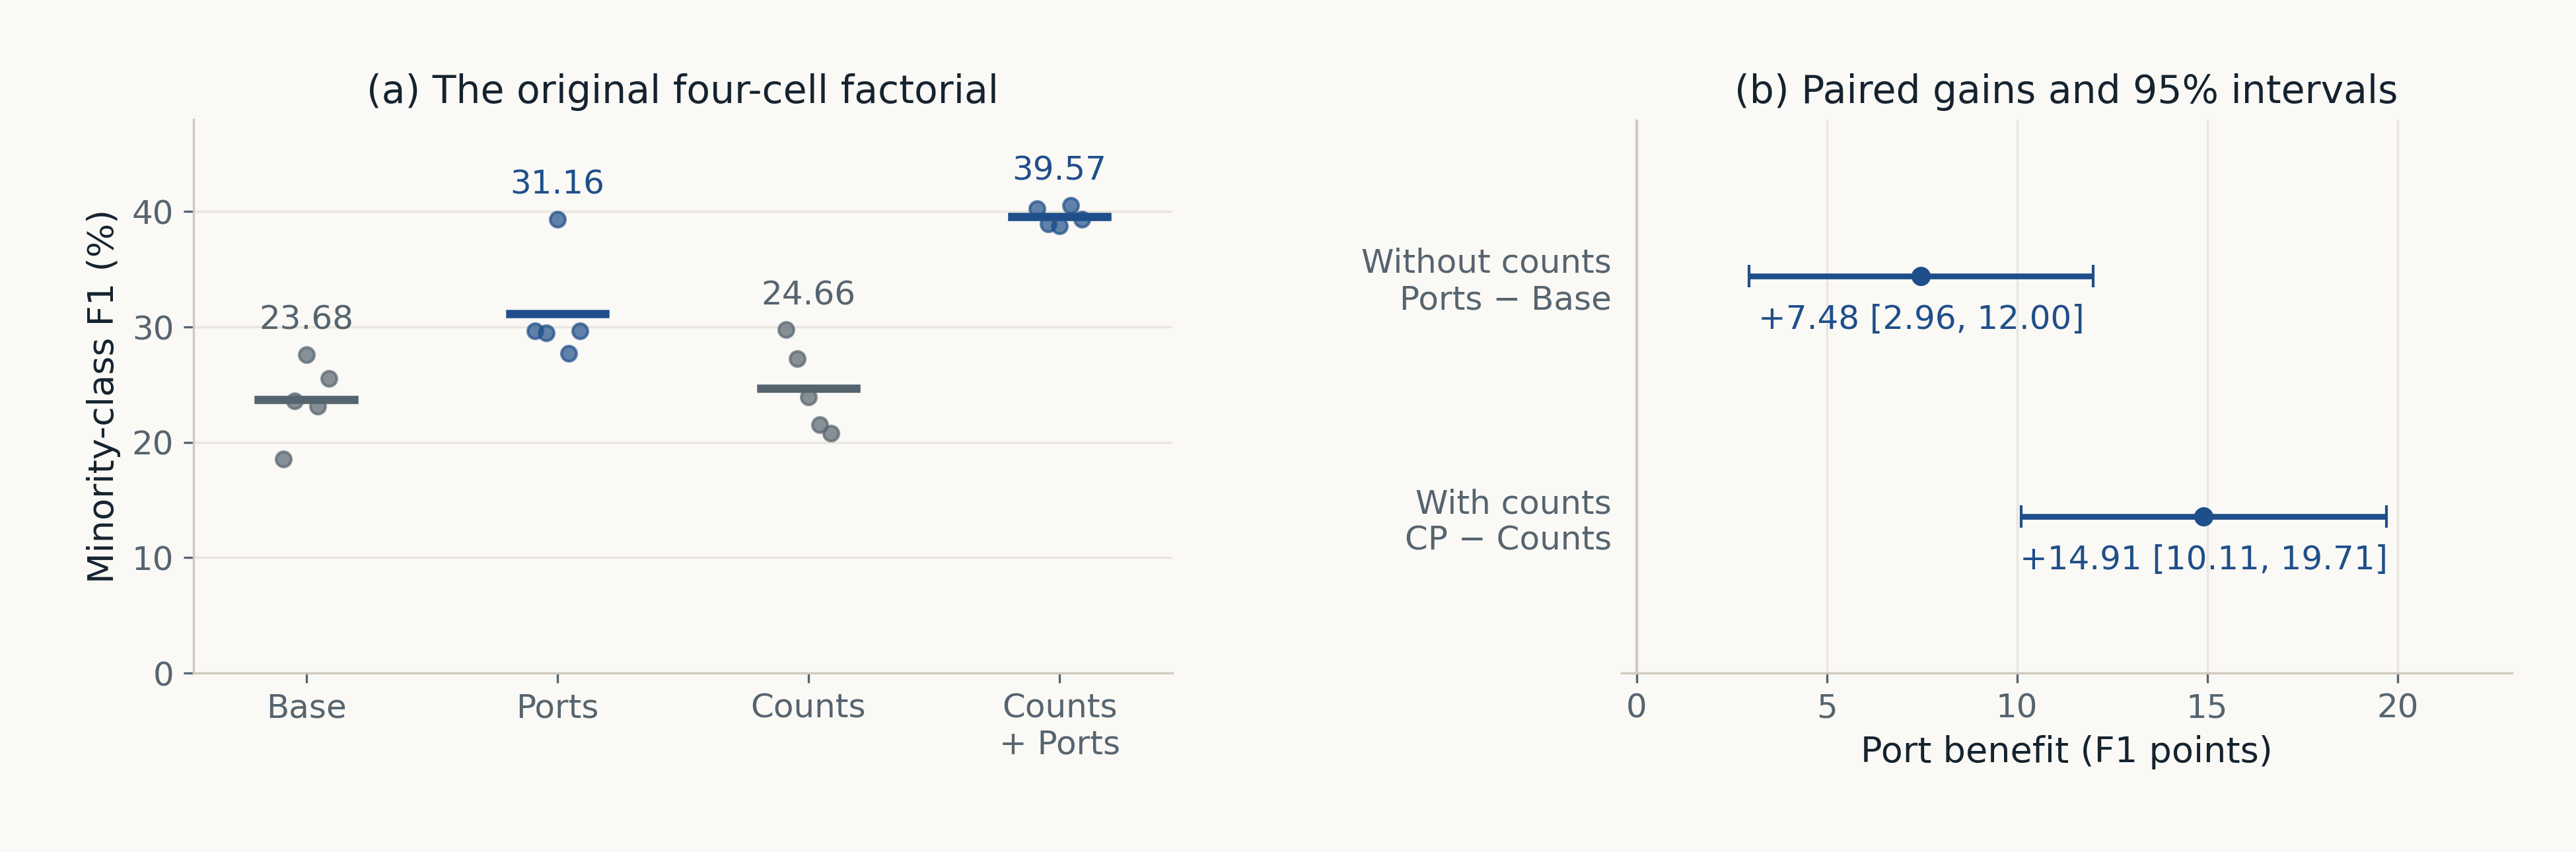 (a) The original four-cell factorial
Minority-class F1 (%)
40
30
20
10
0
23.68
31.16
24.66
39.57
Base
Ports
Counts
Counts
+ Ports
(b) Paired gains and 95% intervals
Without counts
Ports − Base
+7.48 [2.96, 12.00]
With counts
CP − Counts
+14.91 [10.11, 19.71]
0
5
10
15
20
Port benefit (F1 points)